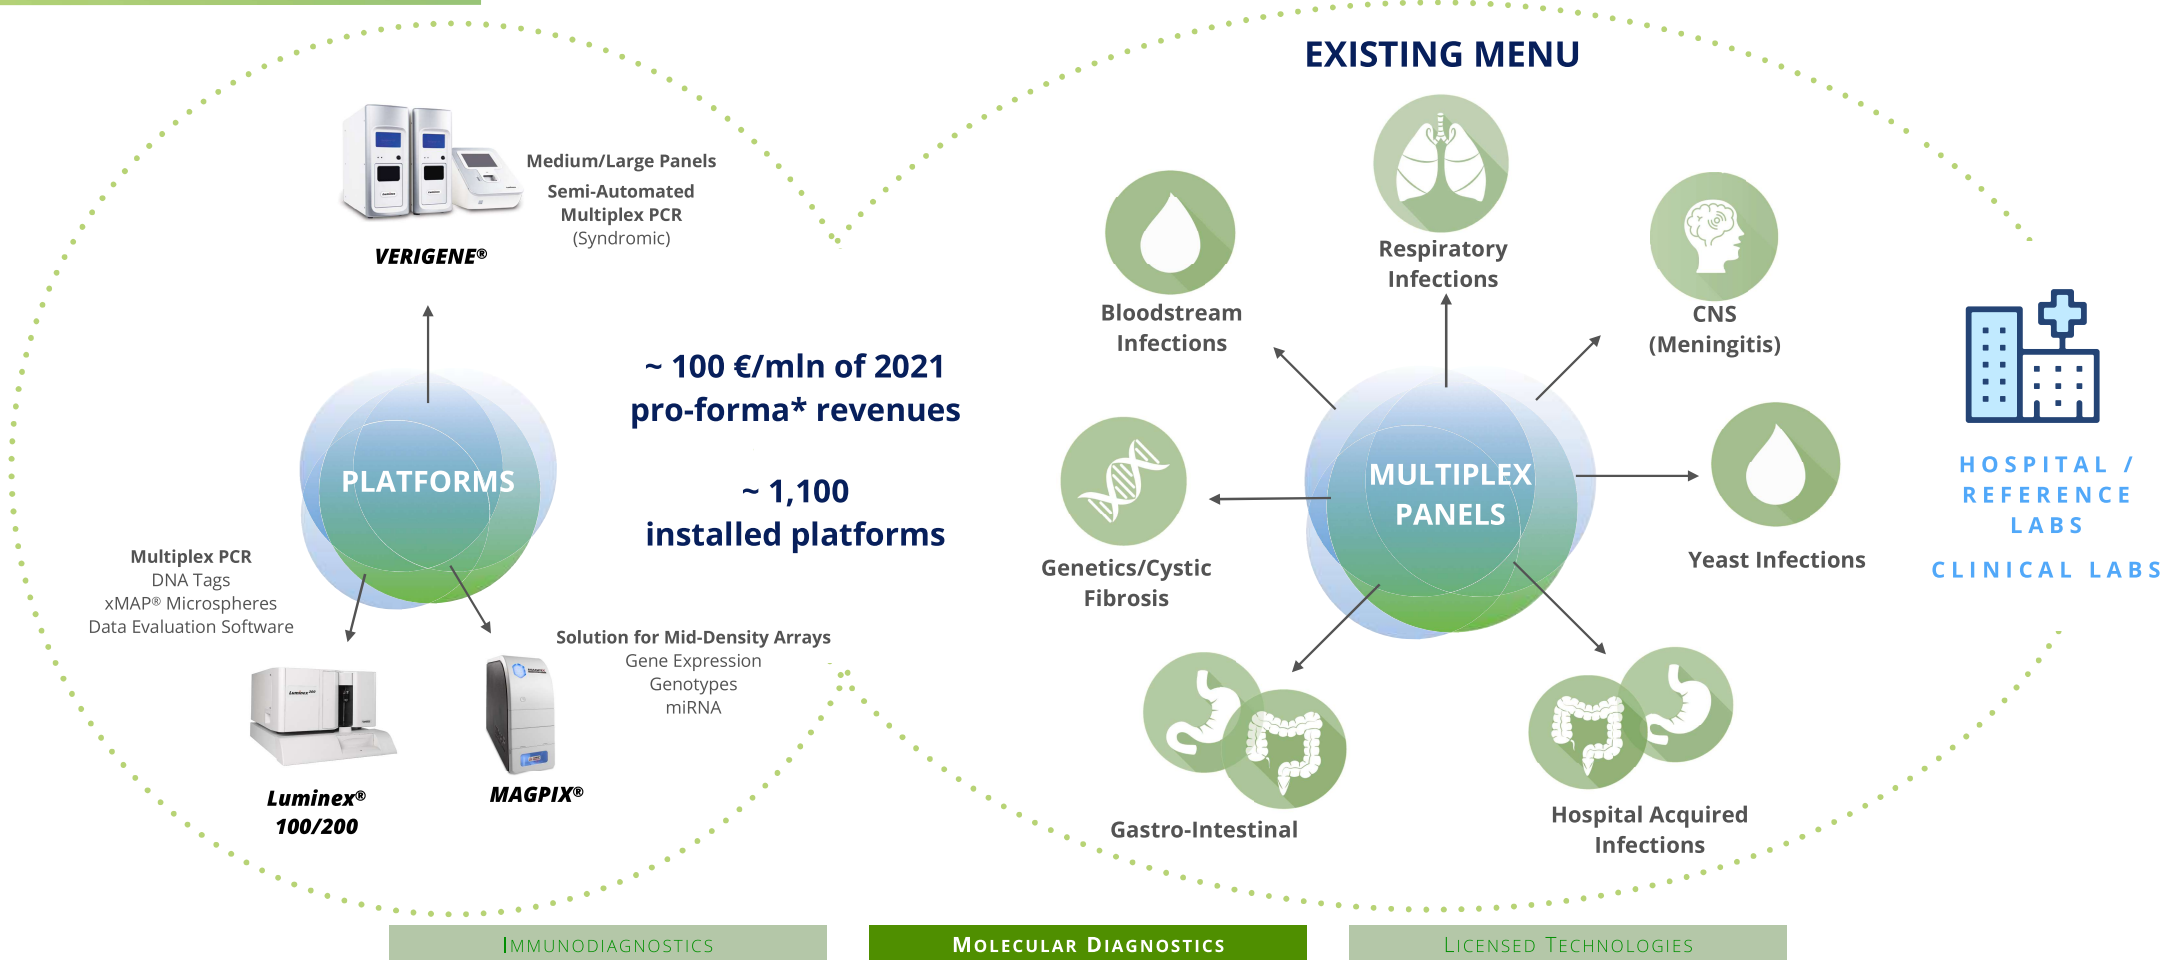 EXISTING MENU
Medium/Large Panels
Semi-Automated
Multiplex PCR
(Syndromic)
VERIGENE®
PLATFORMS
Multiplex PCR
DNA Tags
xMAP® Microspheres
Data Evaluation Software
Luminex®
100/200
Solution for Mid-Density Arrays
Gene Expression
Genotypes
miRNA
MAGPIX®
~ 100 €/mln of 2021
pro-forma* revenues
~ 1,100
installed platforms
Respiratory
Infections
Bloodstream
Infections
CNS
(Meningitis)
MULTIPLEX
PANELS
Genetics/Cystic
Fibrosis
Yeast Infections
Gastro-Intestinal
Hospital Acquired
Infections
HOSPITAL /
REFERENCE
LABS
CLINICAL LABS
Luminex 200
IMMUNODIAGNOSTICS
MOLECULAR DIAGNOSTICS
LICENSED TECHNOLOGIES